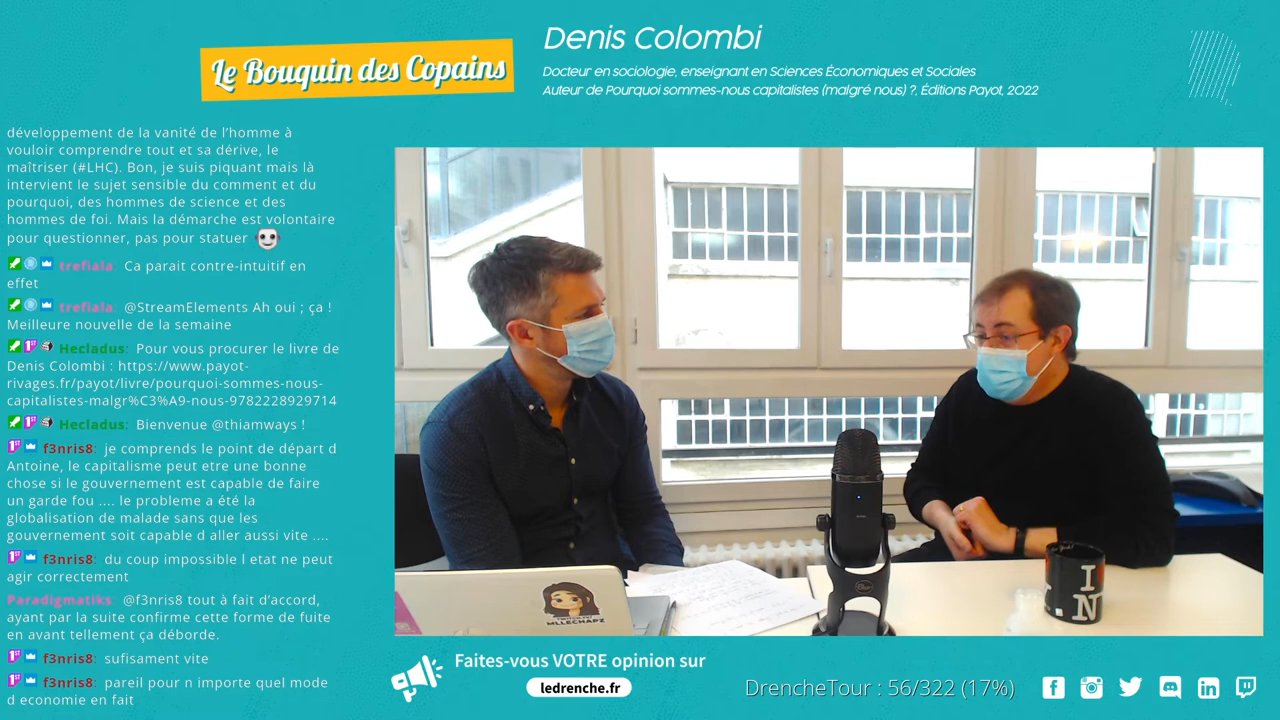 Le Bouquin des Copains
Denis Colombi
Docteur en sociologie, enseignant en Sciences Économiques et Sociales
Auteur de Pourquoi sommes-nous capitalistes (malgré nous) ?, Éditions Payot, 2022
développement de la vanité de l'homme à
vouloir comprendre tout et sa dérive, le
maîtriser (#LHC). Bon, je suis piquant mais là
intervient le sujet sensible du comment et du
pourquoi, des hommes de science et des
hommes de foi. Mais la démarche est volontaire
pour questionner, pas pour statuer
trefiala: Ca parait contre-intuitif en
effet
trefiala: @StreamElements Ah oui ; ça !
Meilleure nouvelle de la semaine
Hecladus: Pour vous procurer le livre de
Denis Colombi : https://www.payot-
rivages.fr/payot/livre/pourquoi-sommes-nous-
capitalistes-malgr%C3%A9-nous-9782228929714
Hecladus: Bienvenue @thiamways !
f3nris8: je comprends le point de départ d
Antoine, le capitalisme peut etre une bonne
chose si le gouvernement est capable de faire
un garde fou .... le probleme a été la
globalisation de malade sans que les
gouvernement soit capable d aller aussi vite ....
f3nris8: du coup impossible l etat ne peut
agir correctement
Paradigmatiks: @f3nris8 tout à fait d'accord,
ayant par la suite confirme cette forme de fuite
en avant tellement ça déborde.
f3nris8: sufisament vite
f3nris8: pareil pour n importe quel mode
d economie en fait
MLLECHAPZ
I
.N
Faites-vous VOTRE opinion sur
ledrenche.fr
DrencheTour : 56/322 (17%)